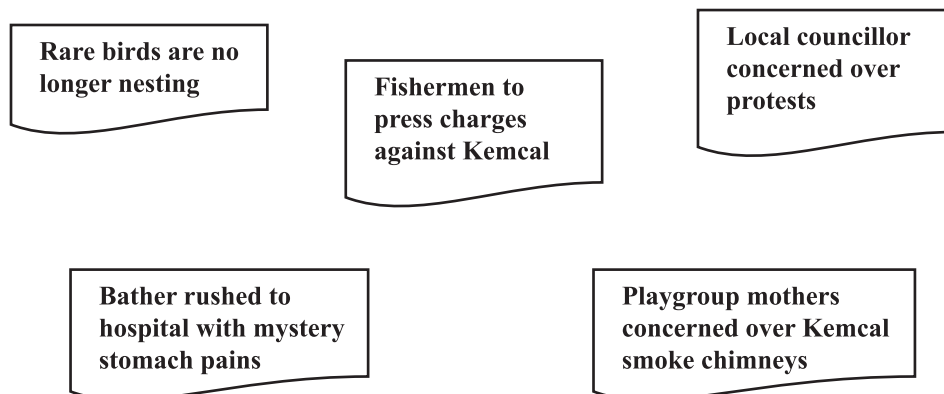 Rare birds are no
longer nesting
Fishermen to
press charges
against Kemcal
Local councillor
concerned over
protests
Bather rushed to
hospital with mystery
stomach pains
Playgroup mothers
concerned over Kemcal
smoke chimneys